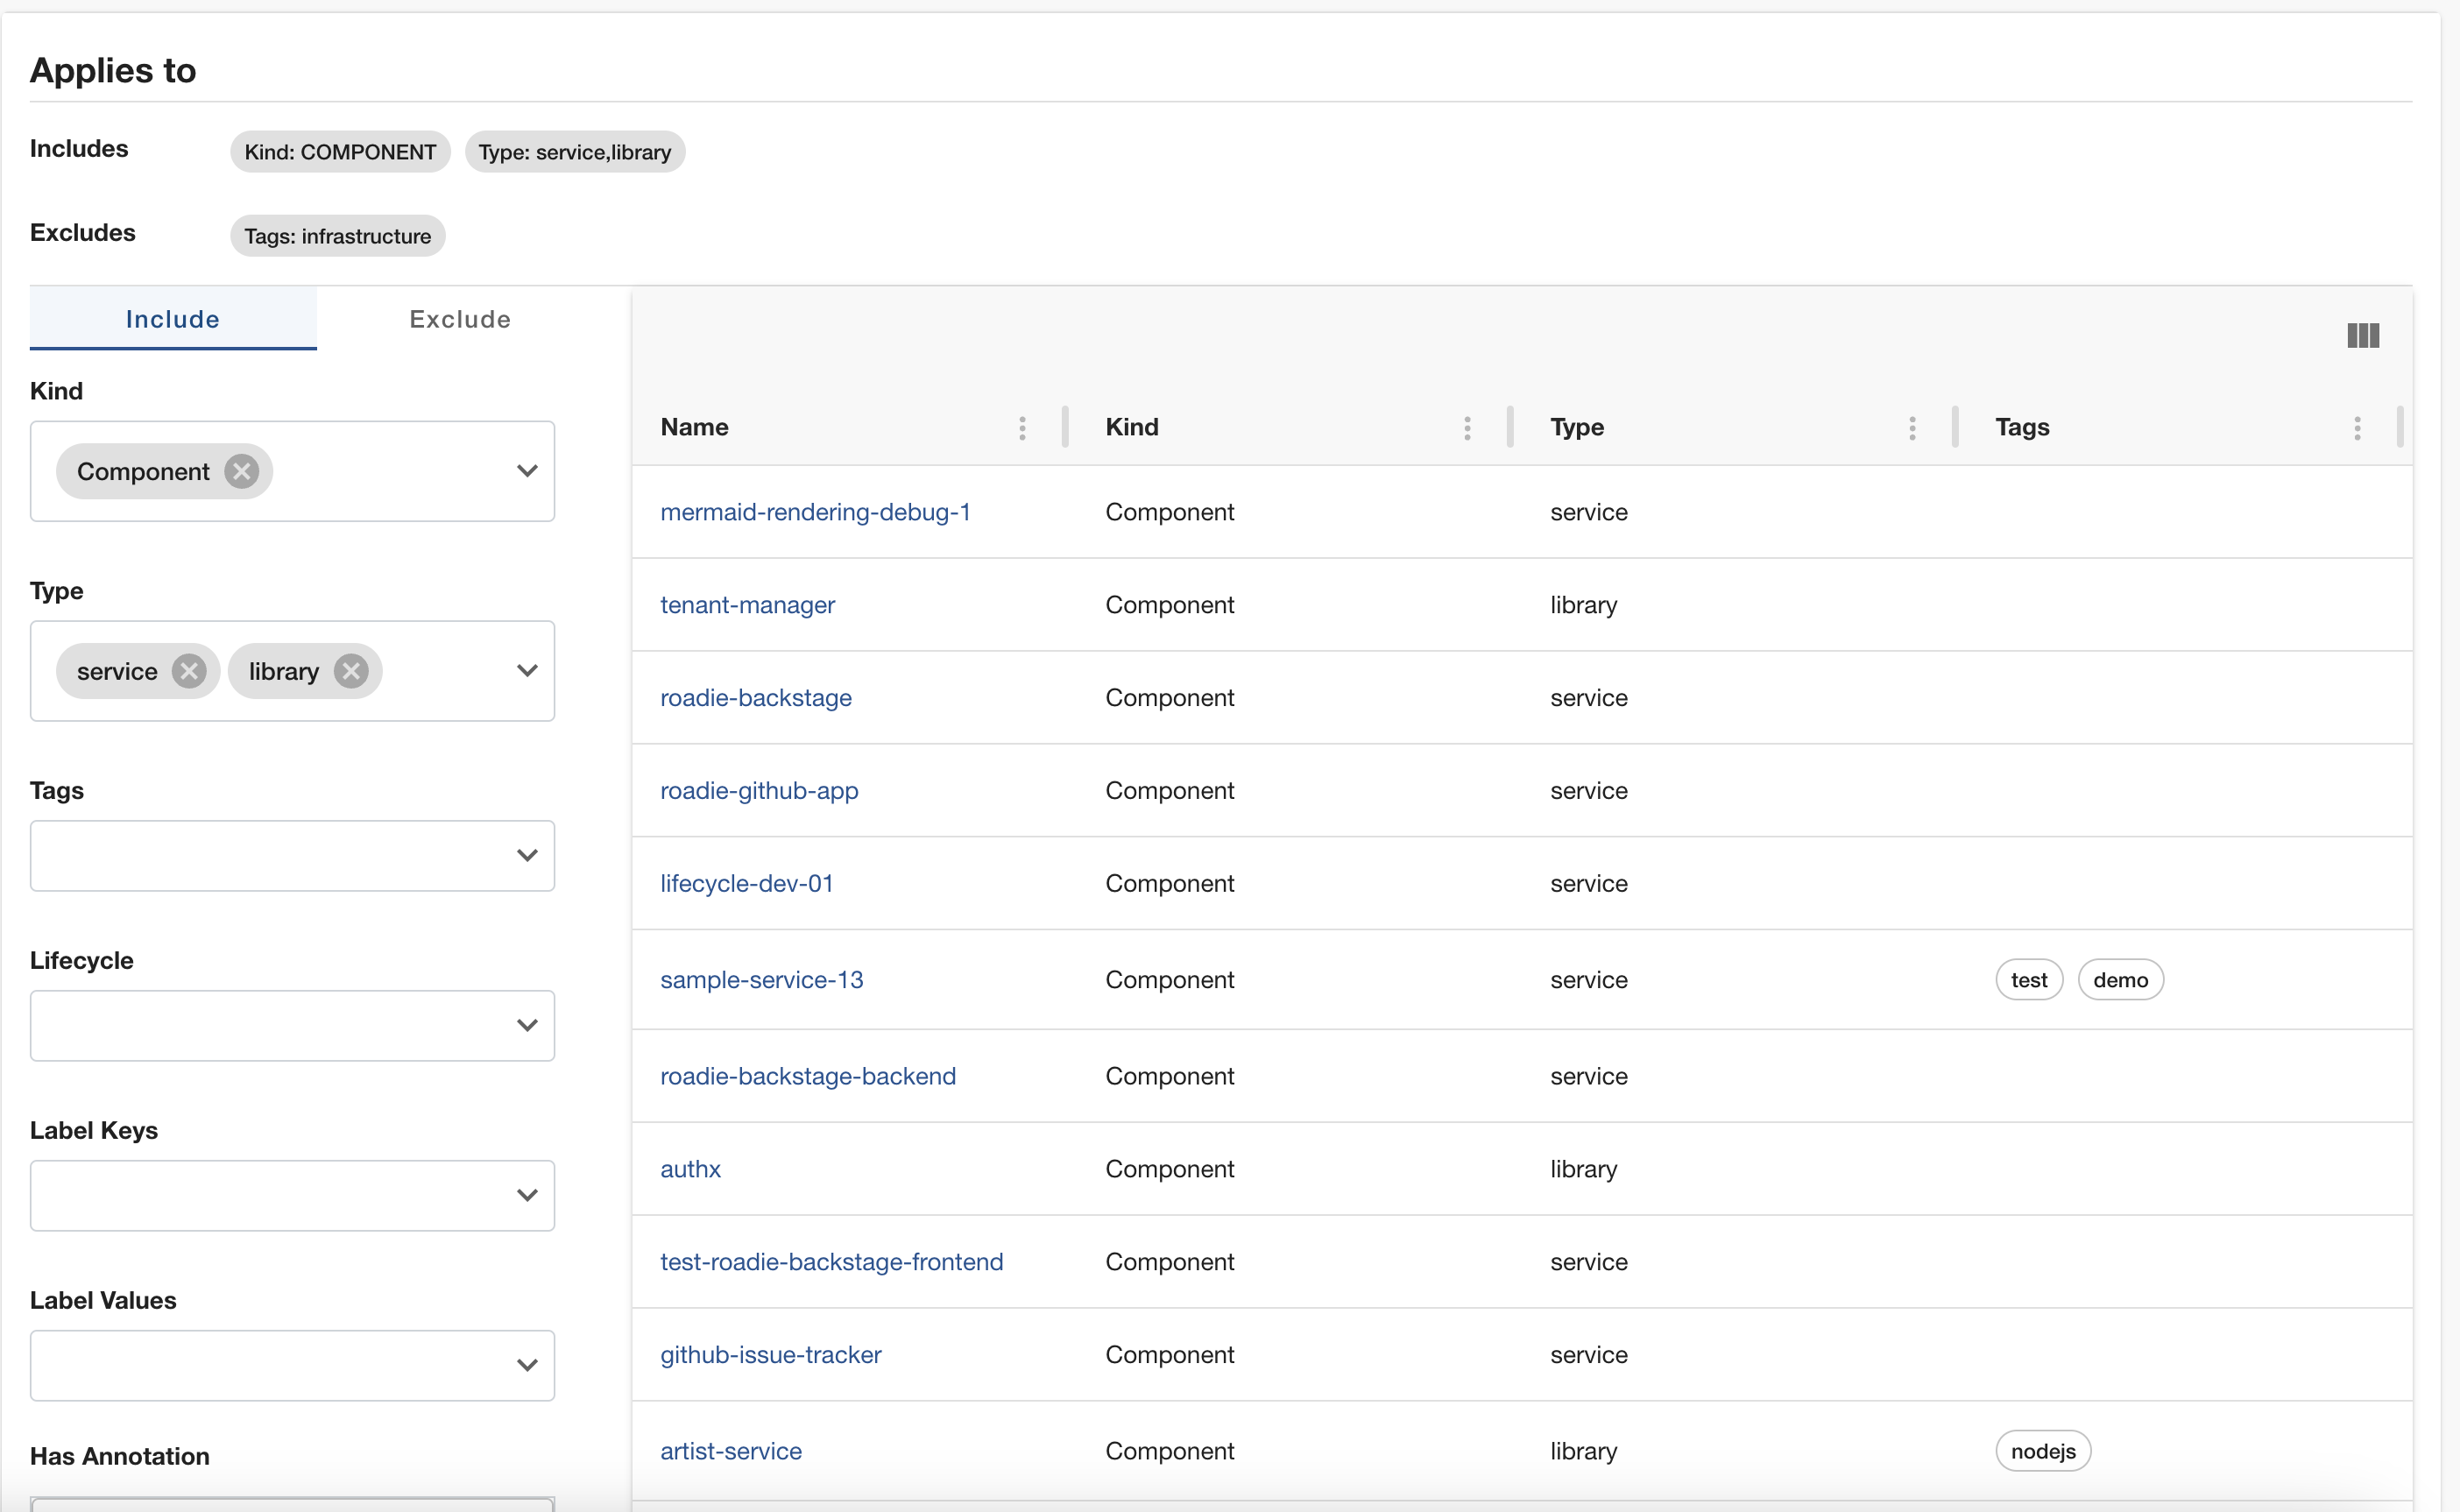 Applies to
Includes Kind: COMPONENT Type: service,library
Excludes Tags: infrastructure
Include Exclude
Kind
Component
Type
service library
Tags
Lifecycle
Label Keys
Label Values
Has Annotation
Name Kind Type Tags
mermaid-rendering-debug-1 Component service
tenant-manager Component library
roadie-backstage Component service
roadie-github-app Component service
lifecycle-dev-01 Component service
sample-service-13 Component service test demo
roadie-backstage-backend Component service
authx Component library
test-roadie-backstage-frontend Component service
github-issue-tracker Component service
artist-service Component library nodejs